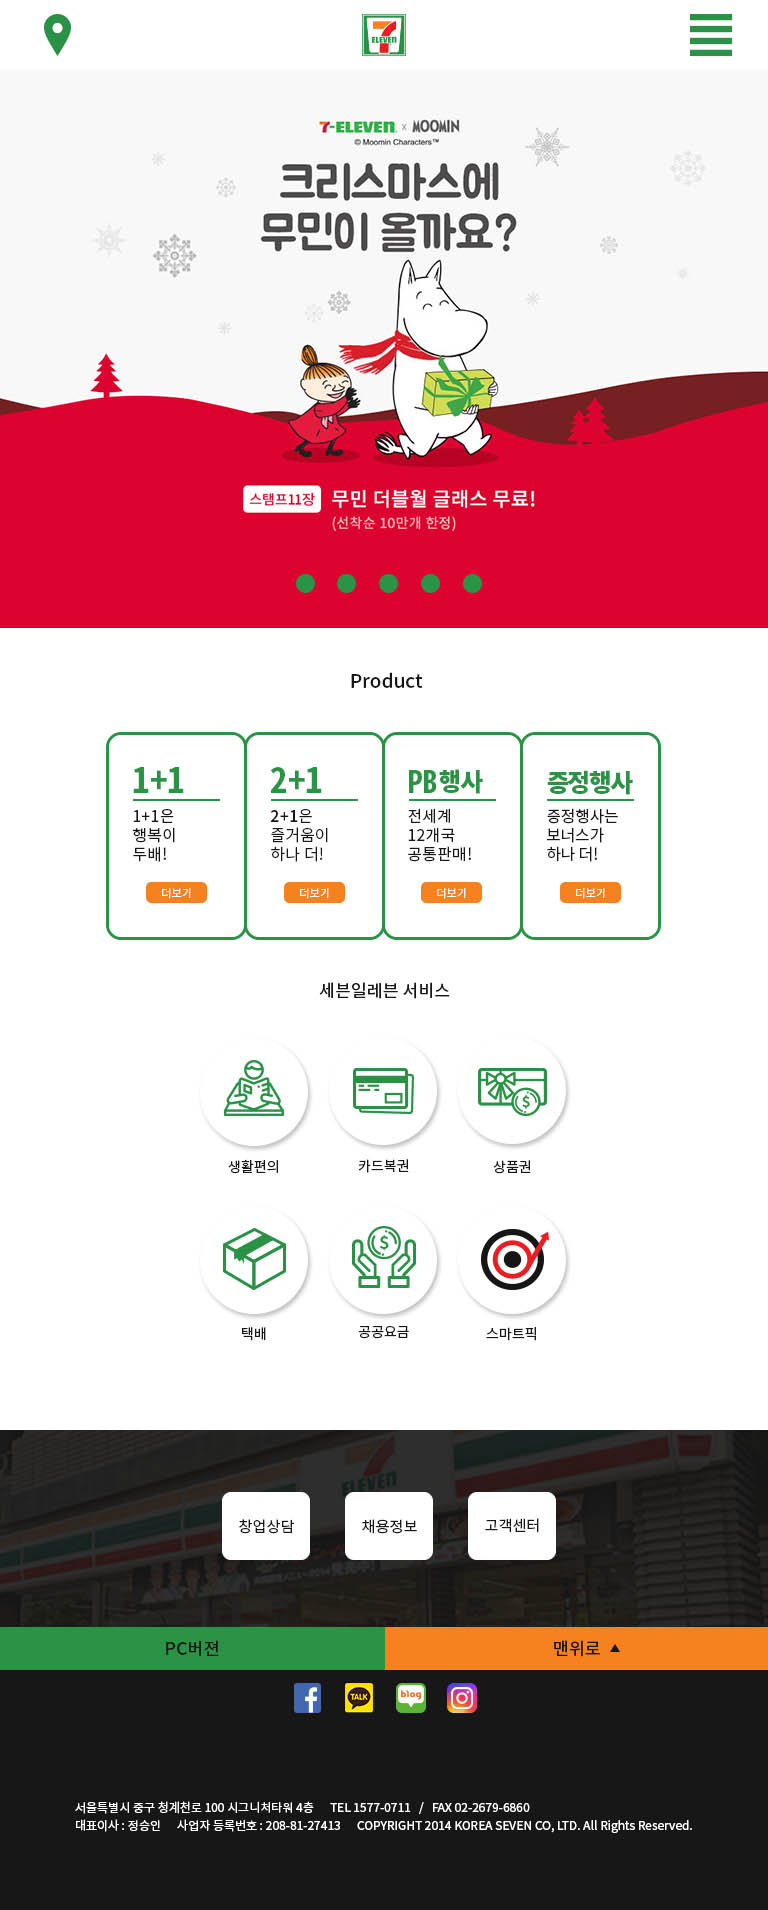 7-ELEVEN
7-ELEVEN. x MOOMIN
© Moomin Characters™
크리스마스에
무민이 올까요?
스탬프11장 무민 더블월 글래스 무료!
(선착순 10만개 한정)
Product
1+1
1+1은
행복이
두배!
더보기
2+1
2+1은
즐거움이
하나 더!
더보기
PB행사
전세계
12개국
공통판매!
더보기
증정행사
증정행사는
보너스가
하나 더!
더보기
세븐일레븐 서비스
생활편의 카드복권 상품권
택배 공공요금 스마트픽
ELEVEN
창업상담 채용정보 고객센터
PC버젼 맨위로 ▲
TALK blog
서울특별시 중구 청계천로 100 시그니쳐타워 4층 TEL 1577-0711 / FAX 02-2679-6860
대표이사 : 정승인 사업자 등록번호 : 208-81-27413 COPYRIGHT 2014 KOREA SEVEN CO, LTD. All Rights Reserved.